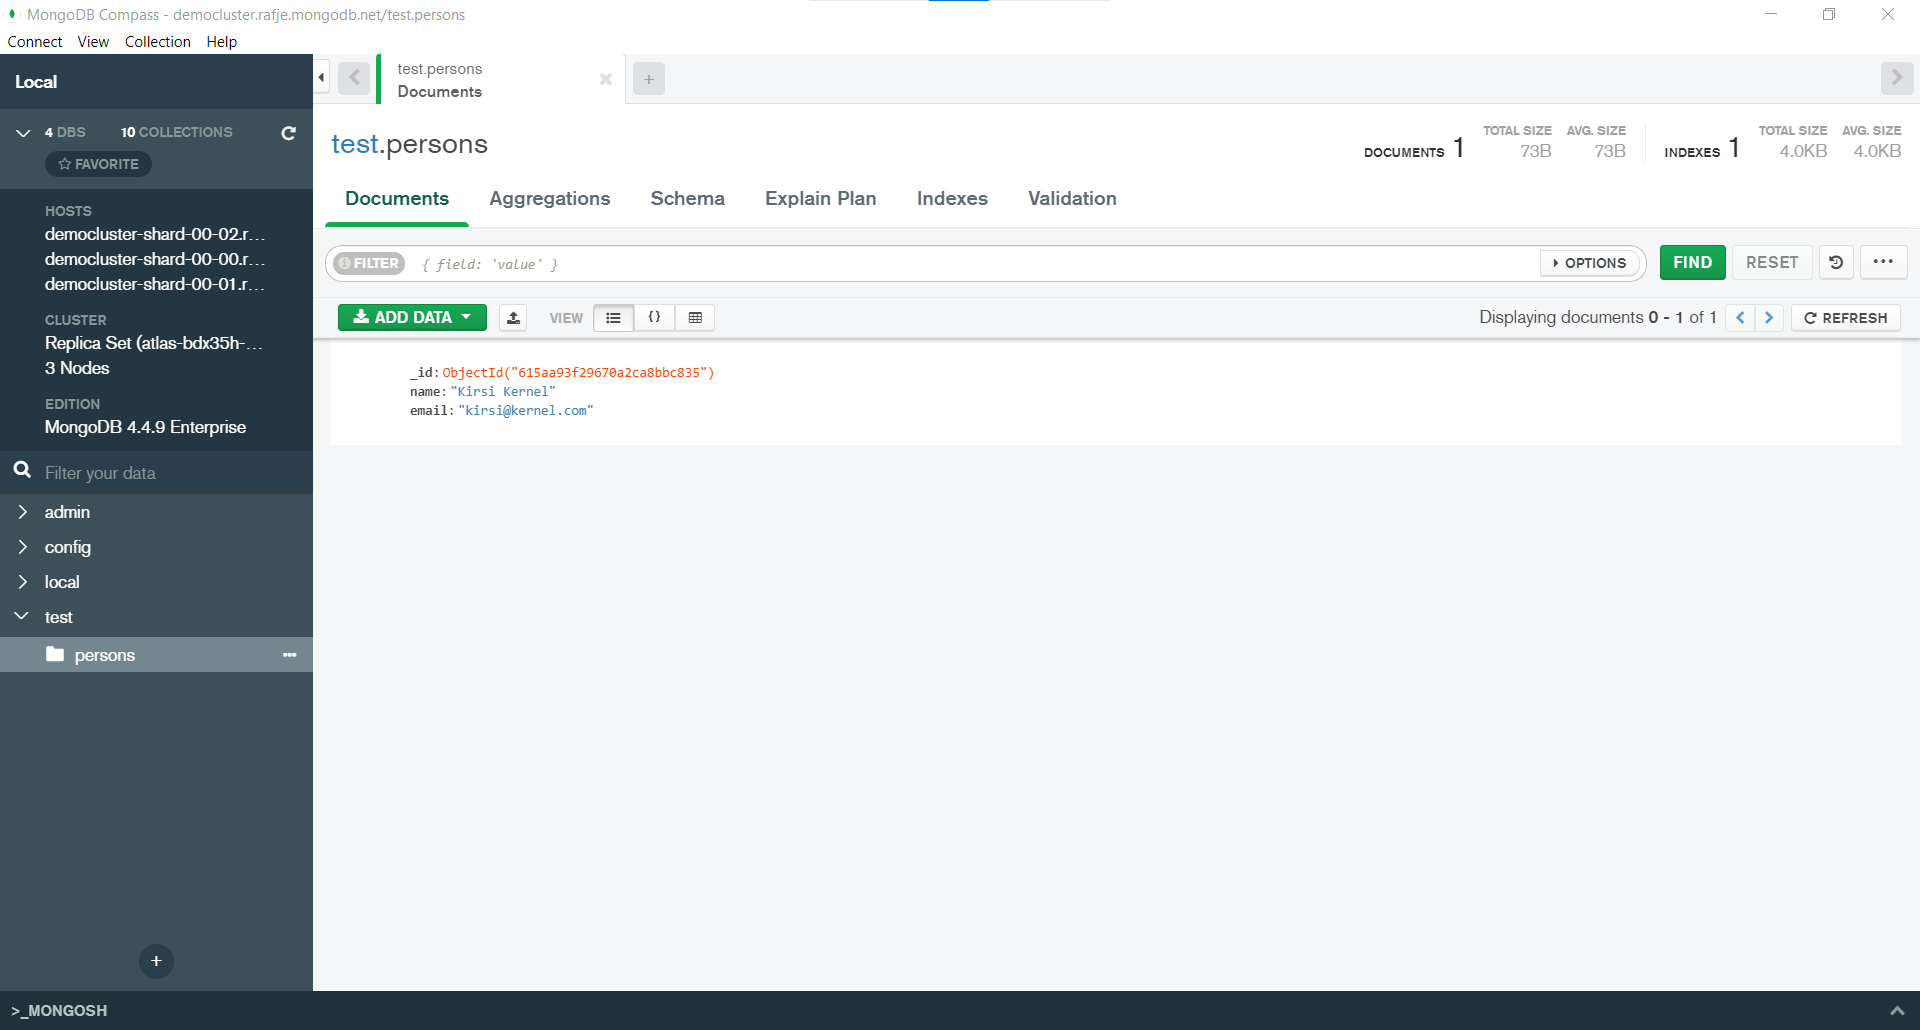 MongoDB Compass - democluster.rafje.mongodb.net/test.persons
Connect View Collection Help
Local
4 DBS 10 COLLECTIONS
FAVORITE
HOSTS
democluster-shard-00-02.r...
democluster-shard-00-00.r...
democluster-shard-00-01.r...
CLUSTER
Replica Set (atlas-bdx35h-...
3 Nodes
EDITION
MongoDB 4.4.9 Enterprise
Filter your data
admin
config
local
test
persons
>_MONGOSH
test.persons
Documents
test.persons
DOCUMENTS 1 TOTAL SIZE 73B AVG. SIZE 73B INDEXES 1 TOTAL SIZE 4.0KB AVG. SIZE 4.0KB
Documents Aggregations Schema Explain Plan Indexes Validation
FILTER { field: 'value' } OPTIONS FIND RESET
ADD DATA VIEW {} Displaying documents 0 - 1 of 1 REFRESH
_id: ObjectId("615aa93f29670a2ca8bbc835")
name: "Kirsi Kernel"
email: "kirsi@kernel.com"